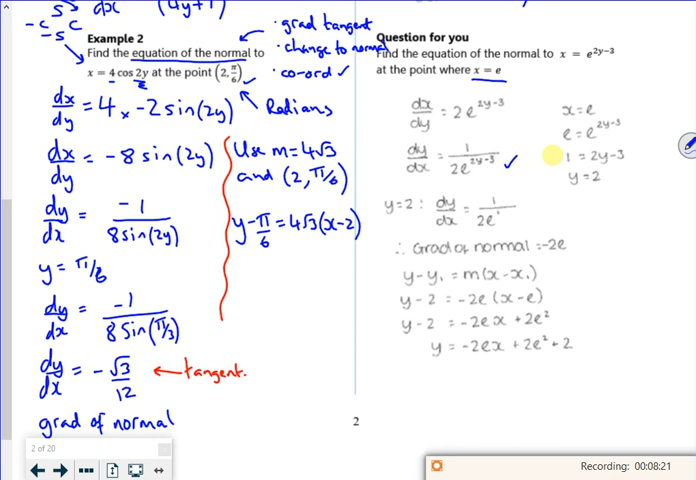 dx (4y+1)
-c s c
-s
Example 2
Find the equation of the normal to
x = 4 cos 2y at the point (2, π/6)
· grad tangent
· change to normal
· co-ord ✓
Radians
dx/dy = 4 × -2 sin(2y)
dx/dy = -8 sin(2y)
dy/dx = -1/8 sin(2y)
y = π/6
dy/dx = -1/8 sin(π/3)
dy/dx = -√3/12 ← tangent.
grad of normal
Use m = 4√3
and (2, π/6)
y - π/6 = 4√3(x-2)
Question for you
Find the equation of the normal to x = e^{2y-3}
at the point where x = e
dx/dy = 2e^{2y-3}
dy/dx = 1/2e^{2y-3} ✓
x = e
e = e^{2y-3}
1 = 2y-3
y = 2
y=2 : dy/dx = 1/2e^1
∴ Grad of normal = -2e
y - y₁ = m(x - x₁)
y - 2 = -2e(x - e)
y - 2 = -2ex + 2e²
y = -2ex + 2e² + 2
2
2 of 20
Recording: 00:08:21